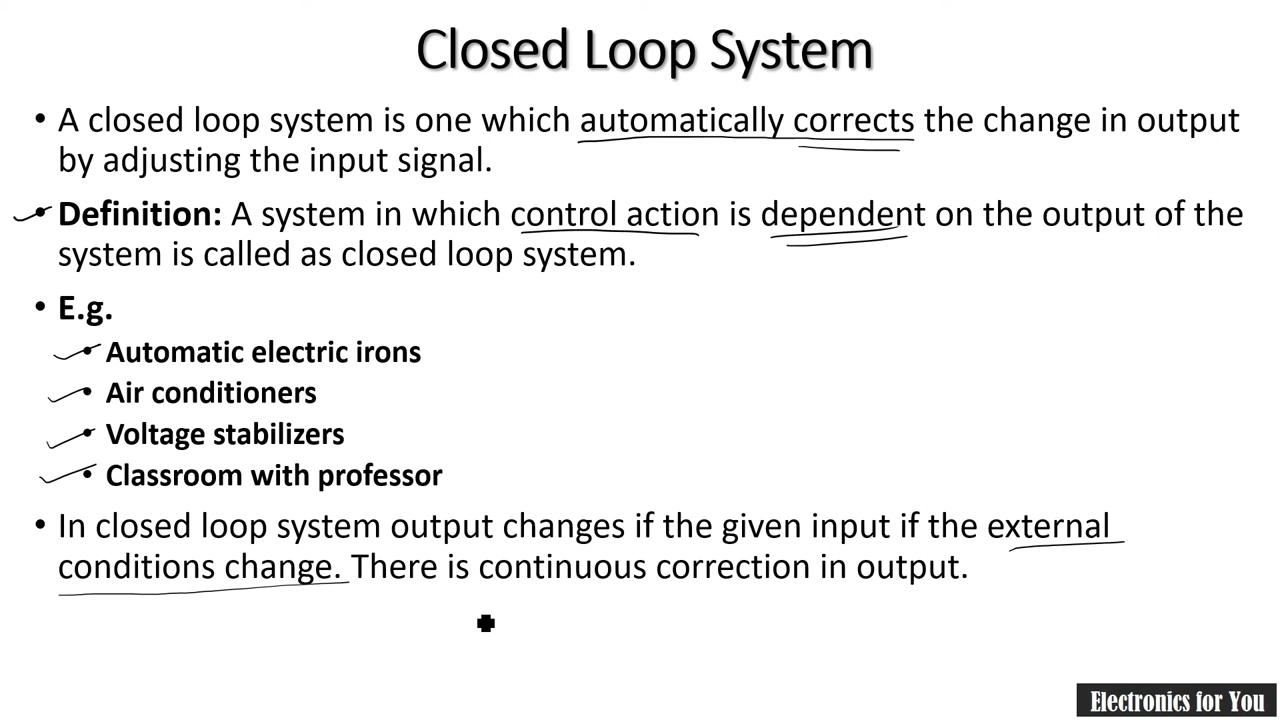 Closed Loop System
• A closed loop system is one which automatically corrects the change in output
by adjusting the input signal.
• Definition: A system in which control action is dependent on the output of the
system is called as closed loop system.
• E.g.
• Automatic electric irons
• Air conditioners
• Voltage stabilizers
• Classroom with professor
• In closed loop system output changes if the given input if the external
conditions change. There is continuous correction in output.
Electronics for You